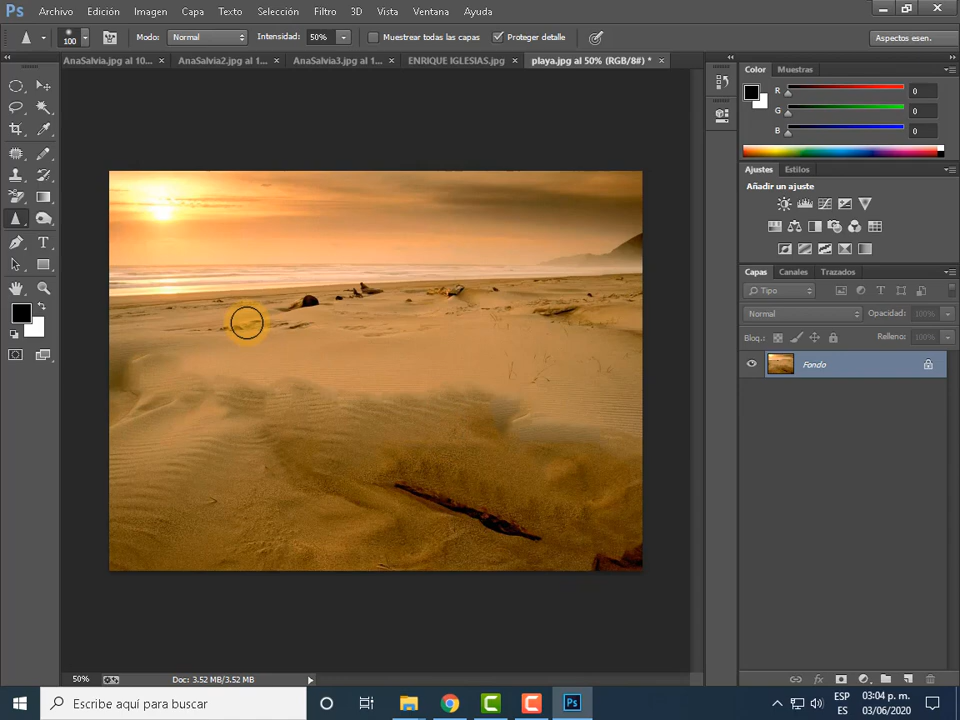 Ps Archivo Edición Imagen Capa Texto Selección Filtro 3D Vista Ventana Ayuda
100 Modo: Normal Intensidad: 50% Muestrear todas las capas Proteger detalle Aspectos esen.
AnaSalvia.jpg al 10... × AnaSalvia2.jpg al 1... × AnaSalvia3.jpg al 1... × ENRIQUE IGLESIAS.jpg × playa.jpg al 50% (RGB/8#) * ×
Color Muestras
R 0
G 0
B 0
Ajustes Estilos
Añadir un ajuste
Capas Canales Trazados
Tipo
Normal Opacidad: 100%
Bloq.: Relleno: 100%
Fondo
50% Doc: 3.52 MB/3.52 MB
fx
Escribe aquí para buscar
Ps
ESP 03:04 p. m.
ES 03/06/2020